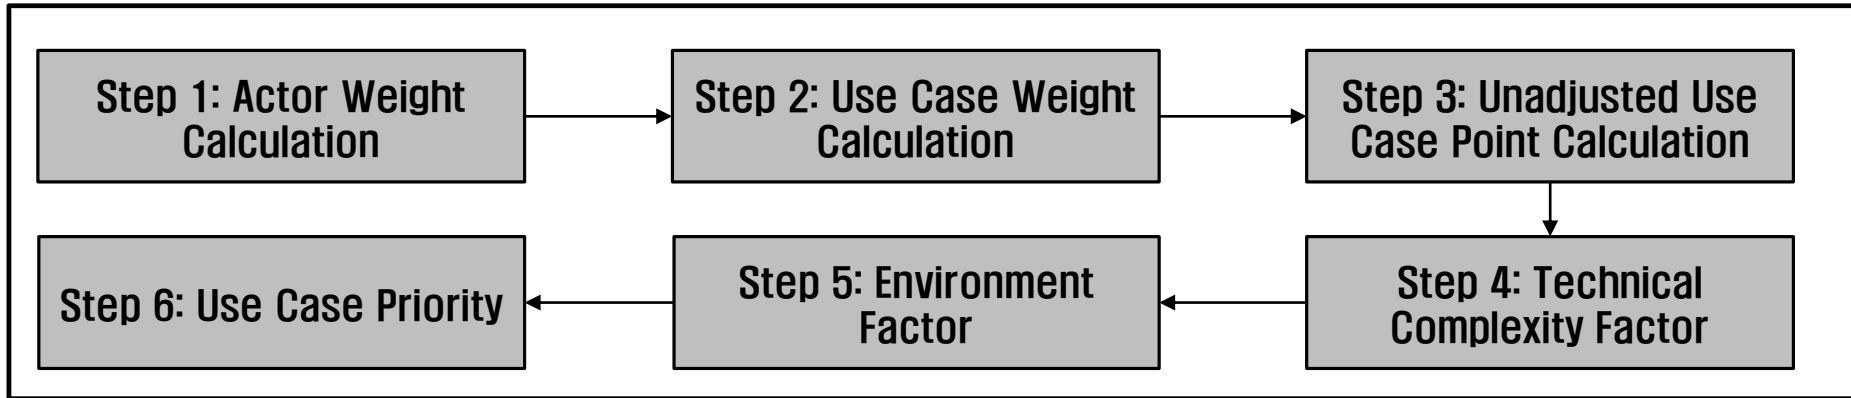 Step 1: Actor Weight
Calculation
Step 2: Use Case Weight
Calculation
Step 3: Unadjusted Use
Case Point Calculation
Step 4: Technical
Complexity Factor
Step 5: Environment
Factor
Step 6: Use Case Priority